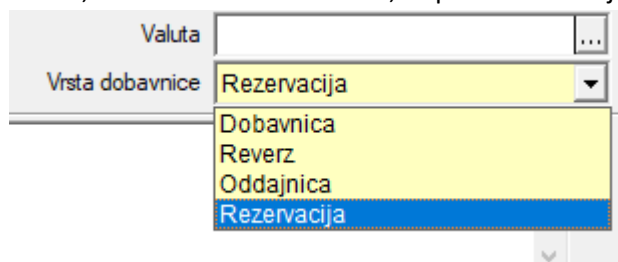 Valuta
...
Vrsta dobavnice Rezervacija
Dobavnica
Reverz
Oddajnica
Rezervacija